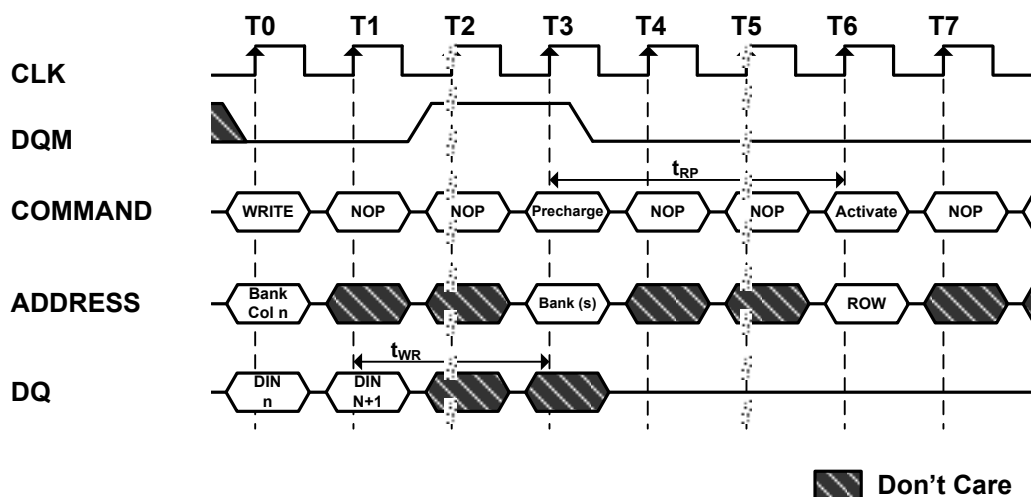 T0 T1 T2 T3 T4 T5 T6 T7
CLK
DQM
tRP
COMMAND WRITE NOP NOP Precharge NOP NOP Activate NOP
ADDRESS Bank Col n Bank (s) ROW
tWR
DQ DIN n DIN N+1
Don't Care